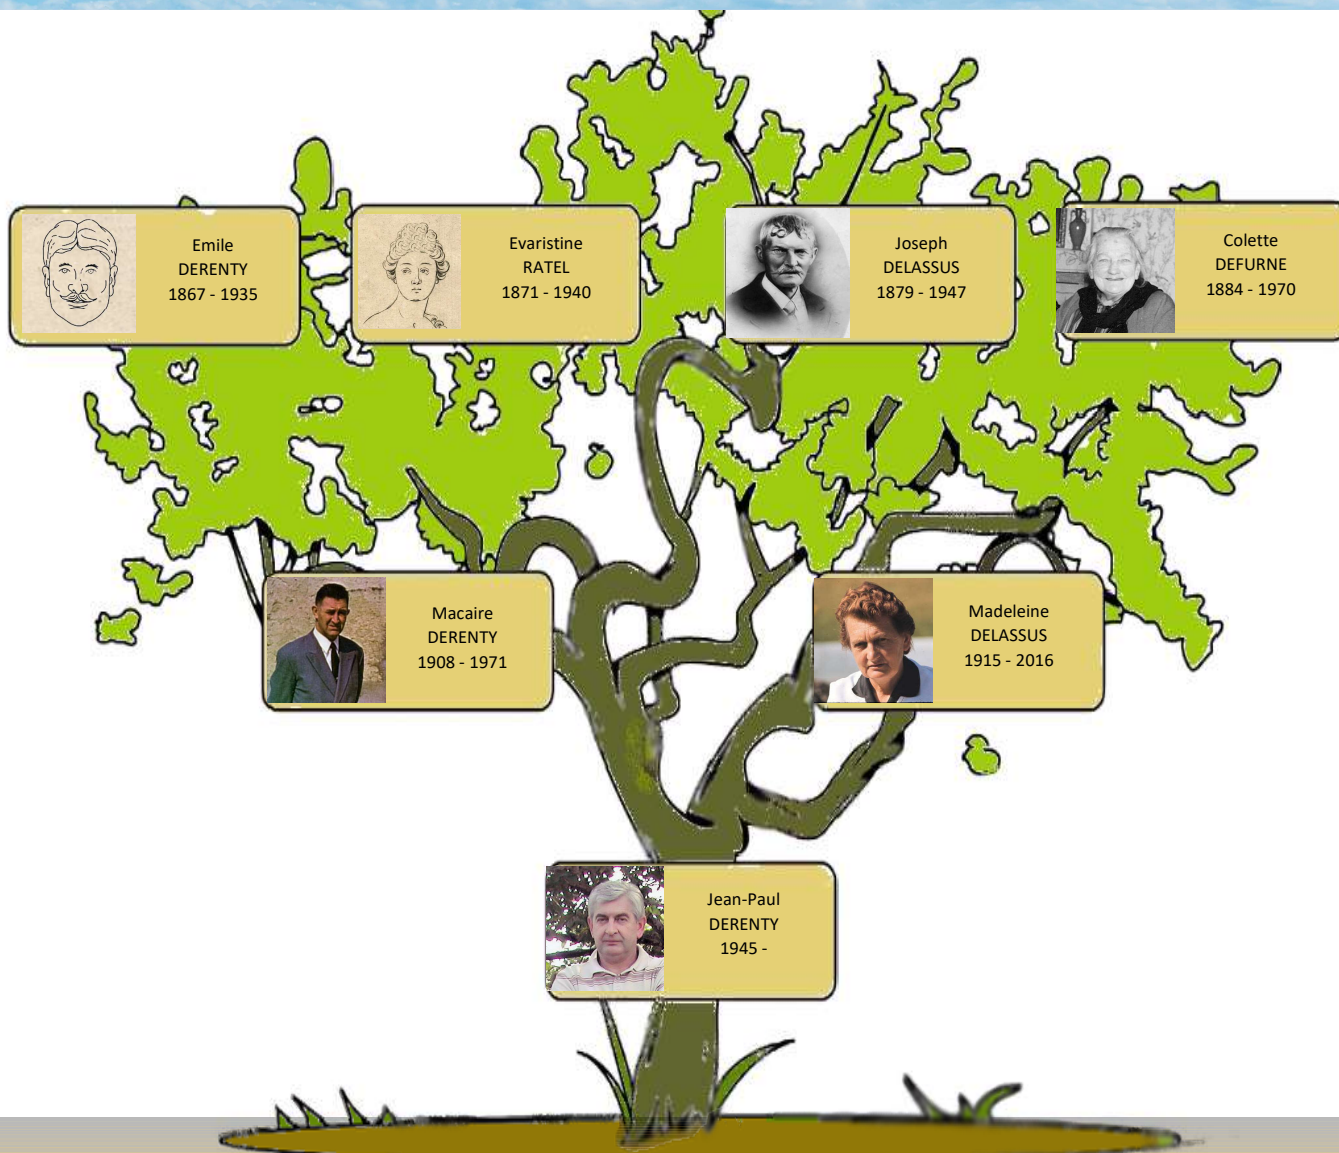 Emile
DERENTY
1867 - 1935
Evaristine
RATEL
1871 - 1940
Joseph
DELASSUS
1879 - 1947
Colette
DEFURNE
1884 - 1970
Macaire
DERENTY
1908 - 1971
Madeleine
DELASSUS
1915 - 2016
Jean-Paul
DERENTY
1945 -